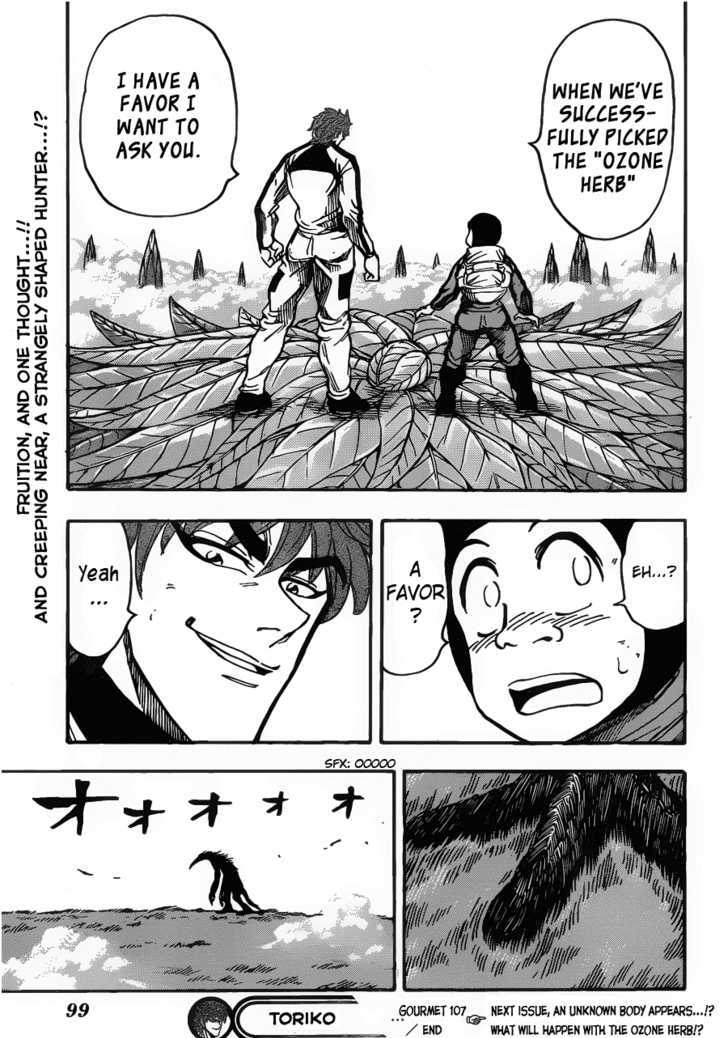 WHEN WE'VE
SUCCESS-
FULLY PICKED
THE "OZONE
HERB"
I HAVE A
FAVOR I
WANT TO
ASK YOU.
FRUITION, AND ONE THOUGHT...!!
AND CREEPING NEAR, A STRANGELY SHAPED HUNTER...!?
EH...?
A
FAVOR
?
Yeah
...
SFX: OOOOO
オオオオオ
99
TORIKO
...GOURMET 107
/ END
☞ NEXT ISSUE, AN UNKNOWN BODY APPEARS...!?
WHAT WILL HAPPEN WITH THE OZONE HERB!?